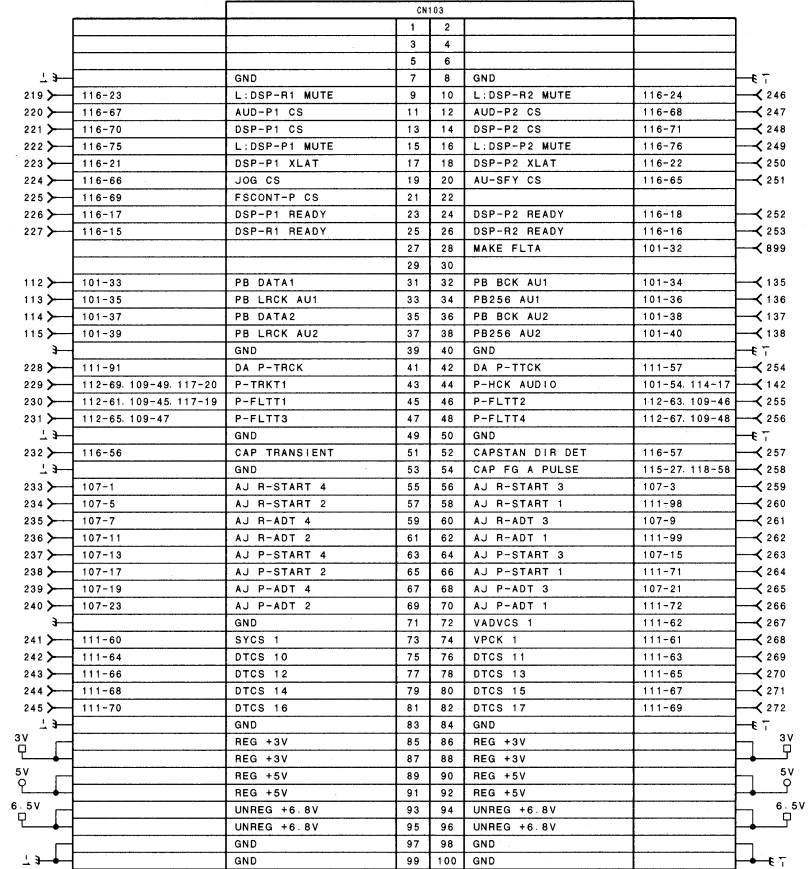 CN103
1 2
3 4
5 6
GND 7 8 GND
219 116-23 L:DSP-R1 MUTE 9 10 L:DSP-R2 MUTE 116-24 246
220 116-67 AUD-P1 CS 11 12 AUD-P2 CS 116-68 247
221 116-70 DSP-P1 CS 13 14 DSP-P2 CS 116-71 248
222 116-75 L:DSP-P1 MUTE 15 16 L:DSP-P2 MUTE 116-76 249
223 116-21 DSP-P1 XLAT 17 18 DSP-P2 XLAT 116-22 250
224 116-66 JOG CS 19 20 AU-SFY CS 116-65 251
225 116-69 FSCONT-P CS 21 22
226 116-17 DSP-P1 READY 23 24 DSP-P2 READY 116-18 252
227 116-15 DSP-R1 READY 25 26 DSP-R2 READY 116-16 253
27 28 MAKE FLTA 101-32 899
29 30
112 101-33 PB DATA1 31 32 PB BCK AU1 101-34 135
113 101-35 PB LRCK AU1 33 34 PB256 AU1 101-36 136
114 101-37 PB DATA2 35 36 PB BCK AU2 101-38 137
115 101-39 PB LRCK AU2 37 38 PB256 AU2 101-40 138
GND 39 40 GND
228 111-91 DA P-TRCK 41 42 DA P-TTCK 111-57 254
229 112-69, 109-49, 117-20 P-TRKT1 43 44 P-HCK AUDIO 101-54, 114-17 142
230 112-61, 109-45, 117-19 P-FLTT1 45 46 P-FLTT2 112-63, 109-46 255
231 112-65, 109-47 P-FLTT3 47 48 P-FLTT4 112-67, 109-48 256
GND 49 50 GND
232 116-56 CAP TRANSIENT 51 52 CAPSTAN DIR DET 116-57 257
GND 53 54 CAP FG A PULSE 115-27, 118-58 258
233 107-1 AJ R-START 4 55 56 AJ R-START 3 107-3 259
234 107-5 AJ R-START 2 57 58 AJ R-START 1 111-98 260
235 107-7 AJ R-ADT 4 59 60 AJ R-ADT 3 107-9 261
236 107-11 AJ R-ADT 2 61 62 AJ R-ADT 1 111-99 262
237 107-13 AJ P-START 4 63 64 AJ P-START 3 107-15 263
238 107-17 AJ P-START 2 65 66 AJ P-START 1 111-71 264
239 107-19 AJ P-ADT 4 67 68 AJ P-ADT 3 107-21 265
240 107-23 AJ P-ADT 2 69 70 AJ P-ADT 1 111-72 266
GND 71 72 VADVCS 1 111-62 267
241 111-60 SYCS 1 73 74 VPCK 1 111-61 268
242 111-64 DTCS 10 75 76 DTCS 11 111-63 269
243 111-66 DTCS 12 77 78 DTCS 13 111-65 270
244 111-68 DTCS 14 79 80 DTCS 15 111-67 271
245 111-70 DTCS 16 81 82 DTCS 17 111-69 272
GND 83 84 GND
3V REG +3V 85 86 REG +3V 3V
REG +3V 87 88 REG +3V
5V REG +5V 89 90 REG +5V 5V
REG +5V 91 92 REG +5V
6.5V UNREG +6.8V 93 94 UNREG +6.8V 6.5V
UNREG +6.8V 95 96 UNREG +6.8V
GND 97 98 GND
GND 99 100 GND